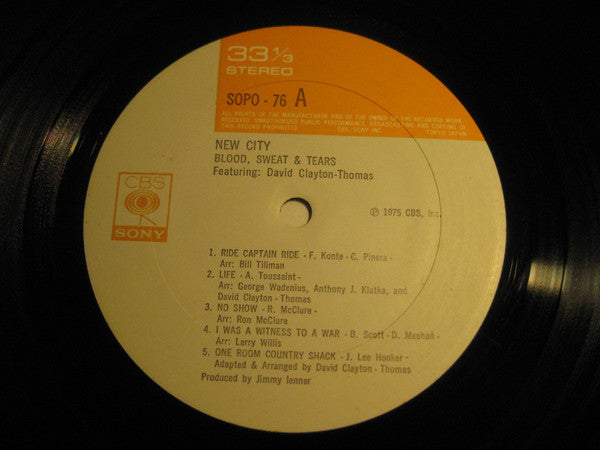 33 1/3
STEREO
SOPO - 76 A
ALL RIGHTS OF THE MANUFACTURER AND OF THE OWNER OF THE RECORDED WORK
RESERVED. UNAUTHORIZED PUBLIC PERFORMANCE BROADCASTING AND COPYING OF
THIS RECORD PROHIBITED CBS SONY INC. TOKYO JAPAN
NEW CITY
BLOOD, SWEAT & TEARS
Featuring: David Clayton-Thomas
CBS
SONY
℗ 1975 CBS, Inc.
1. RIDE CAPTAIN RIDE - F. Konte - C. Pinera -
Arr: Bill Tillman
2. LIFE - A. Toussaint -
Arr: George Wadenius, Anthony J. Klatka, and
David Clayton - Thomas
3. NO SHOW - R. McClure -
Arr: Ron McClure
4. I WAS A WITNESS TO A WAR - B. Scott - D. Meehan -
Arr: Larry Willis
5. ONE ROOM COUNTRY SHACK - J. Lee Hooker -
Adapted & Arranged by David Clayton - Thomas
Produced by Jimmy Ienner